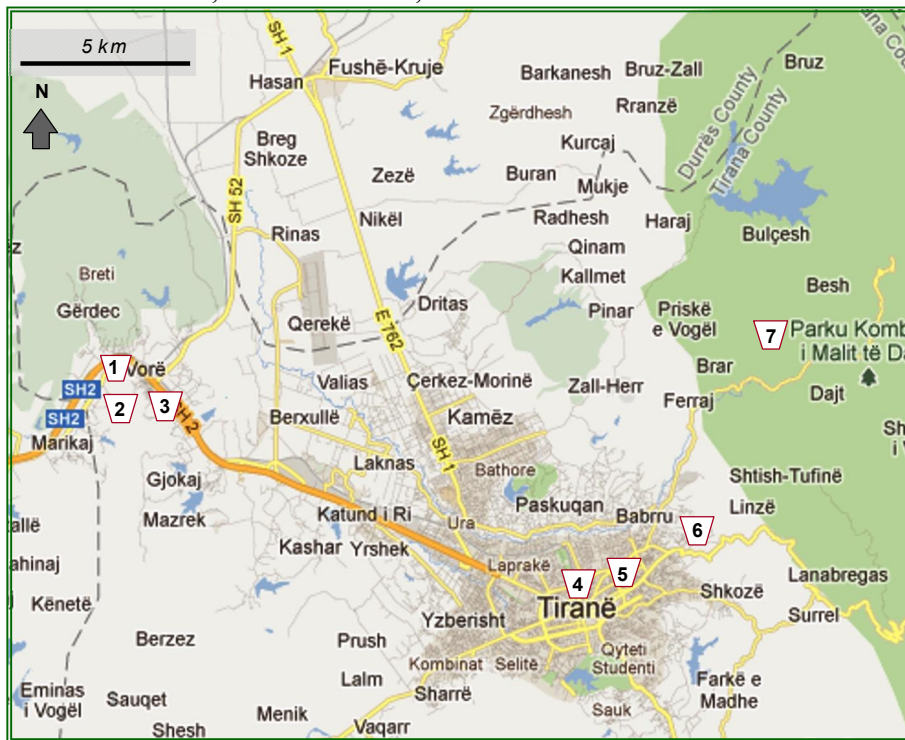 5 km
N
SH 1
Fushë-Kruje
Hasan
Barkanesh
Bruz-Zall
Bruz
Zgërdhesh
Rranzë
Durrës County
Tirana County
Breg
Shkoze
Kurcaj
Zezë
Buran
Mukje
SH 52
Nikël
Radhesh
Haraj
Rinas
Qinam
Bulçesh
Breti
Kallmet
Gërdec
Dritas
Besh
Pinar
Priskë
e Vogël
Qerekë
E 762
7
Parku Komb
i Malit të Da
1
Vorë
Brar
SH2
Valias
Çerkez-Morinë
Zall-Herr
Dajt
2
3
SH 2
Ferraj
SH2
Berxullë
Kamëz
Marikaj
SH 1
Laknas
Bathore
Gjokaj
Shtish-Tufinë
Paskuqan
Linzë
Mazrek
Katund i Ri
Ura
Babrru
6
Kashar
Yrshek
Laprakë
5
Lanabregas
4
Kënetë
Tiranë
Shkozë
Yzberisht
Surrel
Berzez
Prush
Qyteti
Studenti
Kombinat
Selitë
Lalm
Farkë e
Madhe
Eminas
i Vogël
Sauqet
Sharrë
Menik
Sauk
Shesh
Vaqarr